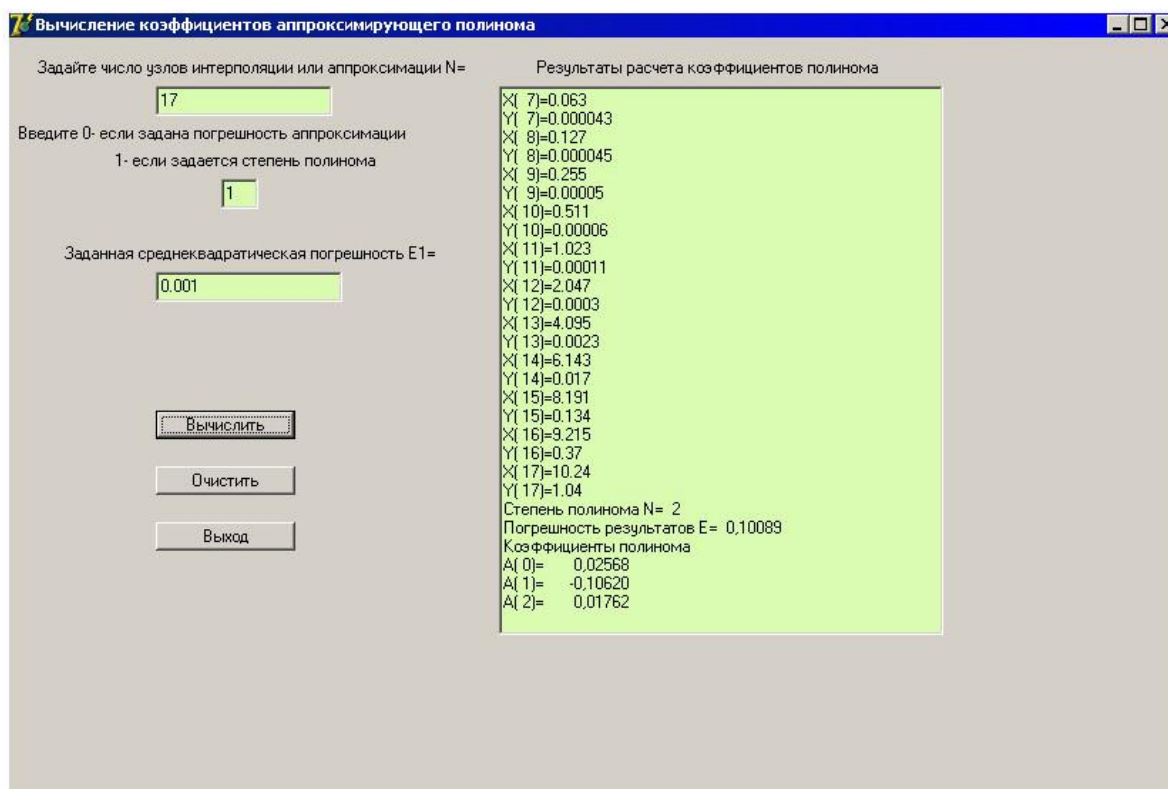 Вычисление коэффициентов аппроксимирующего полинома
Задайте число узлов интерполяции или аппроксимации N=
17
Введите 0- если задана погрешность аппроксимации
1- если задается степень полинома
1
Заданная среднеквадратическая погрешность E1=
0.001
Вычислить
Очистить
Выход
Результаты расчета коэффициентов полинома
X( 7)=0.063
Y( 7)=0.000043
X( 8)=0.127
Y( 8)=0.000045
X( 9)=0.255
Y( 9)=0.00005
X(10)=0.511
Y(10)=0.00006
X(11)=1.023
Y(11)=0.00011
X(12)=2.047
Y(12)=0.0003
X(13)=4.095
Y(13)=0.0023
X(14)=6.143
Y(14)=0.017
X(15)=8.191
Y(15)=0.134
X(16)=9.215
Y(16)=0.37
X(17)=10.24
Y(17)=1.04
Степень полинома N= 2
Погрешность результатов E= 0,10089
Коэффициенты полинома
A( 0)= 0,02568
A( 1)= -0,10620
A( 2)= 0,01762